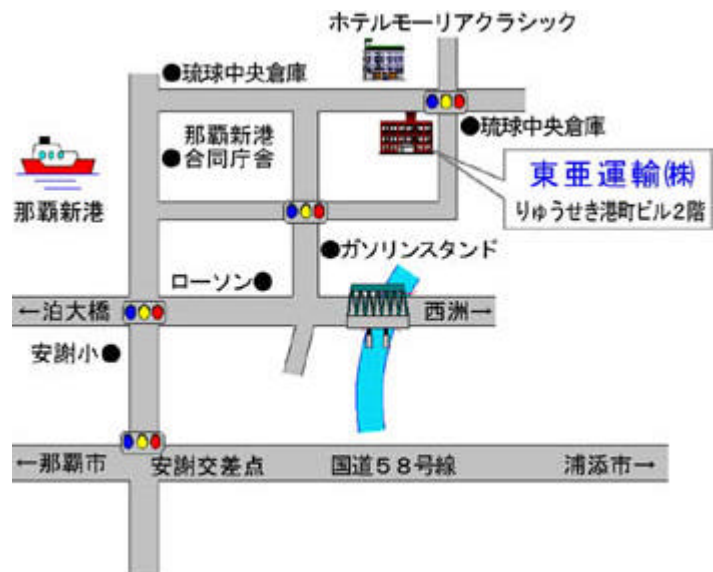 ホテルモーリアクラシック
●琉球中央倉庫
那覇新港
●合同庁舎
●琉球中央倉庫
東亜運輸㈱
りゅうせき港町ビル2階
那覇新港
●ガソリンスタンド
ローソン●
←泊大橋
西洲→
安謝小●
←那覇市
安謝交差点
国道58号線
浦添市→